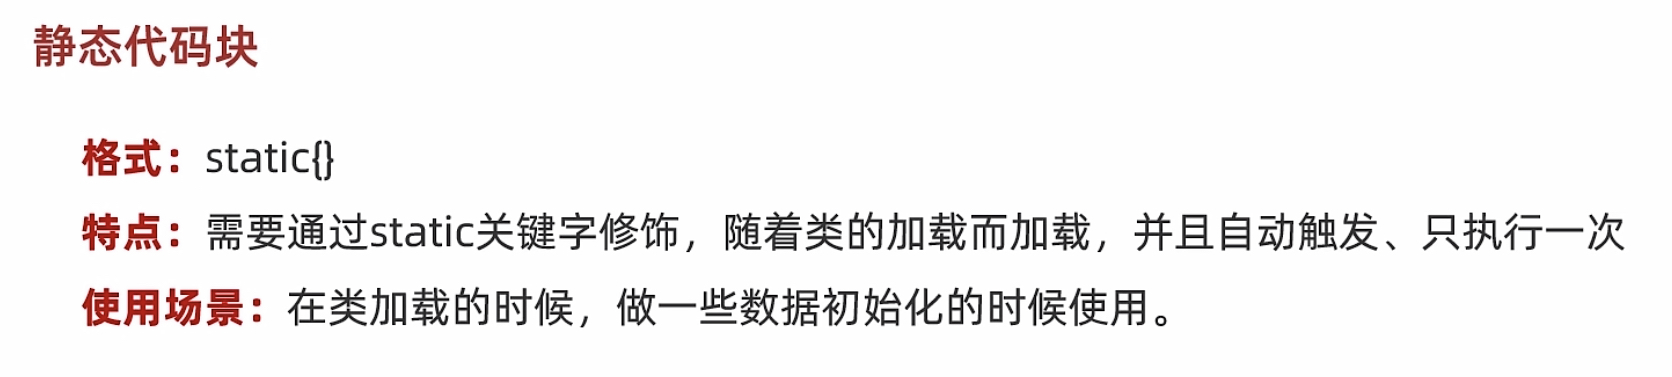 静态代码块
格式：static{}
特点：需要通过static关键字修饰，随着类的加载而加载，并且自动触发、只执行一次
使用场景：在类加载的时候，做一些数据初始化的时候使用。